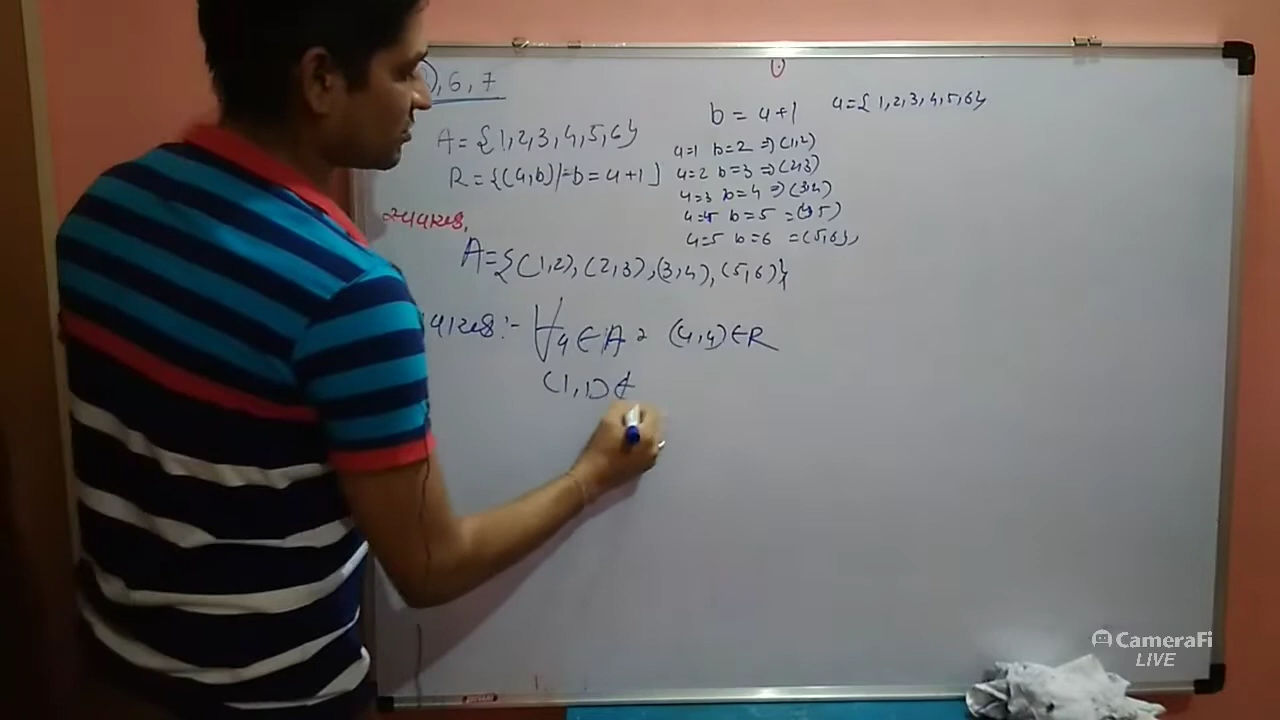 ), 6, 7
A = {1,2,3,4,5,6}
R = {(a,b) | b = a+1}
b = a+1 a = {1,2,3,4,5,6}
a=1 b=2 ⇒ (1,2)
a=2 b=3 ⇒ (2,3)
a=3 b=4 ⇒ (3,4)
b=5 = (4,5)
a=5 b=6 = (5,6),
A = {(1,2), (2,3), (3,4), (5,6)}
∀a ∈ A (a,a) ∈ R
(1,1) ∉
CameraFi
LIVE